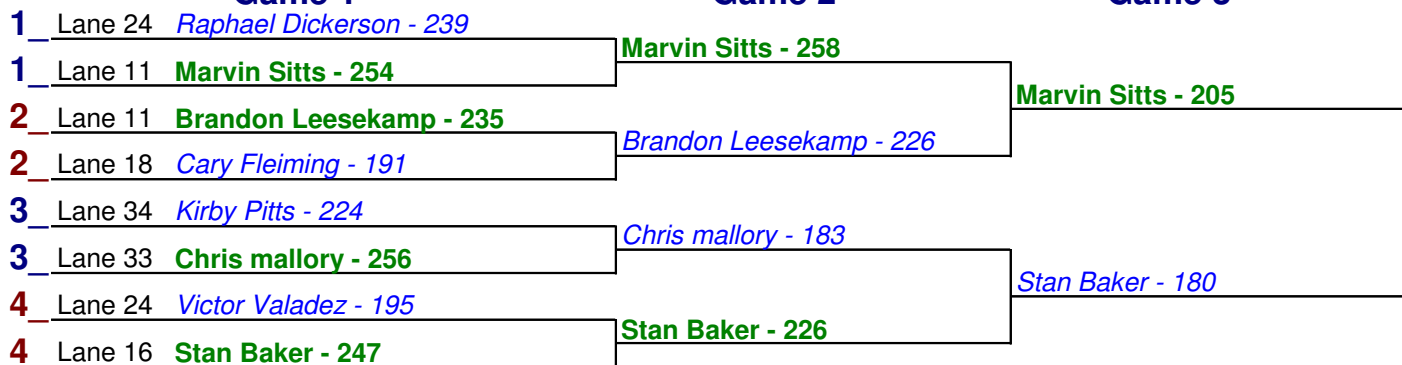 1_ Lane 24 Raphael Dickerson - 239
Marvin Sitts - 258
1_ Lane 11 Marvin Sitts - 254
Marvin Sitts - 205
2_ Lane 11 Brandon Leesekamp - 235
Brandon Leesekamp - 226
2_ Lane 18 Cary Fleiming - 191
3_ Lane 34 Kirby Pitts - 224
Chris mallory - 183
3_ Lane 33 Chris mallory - 256
Stan Baker - 180
4_ Lane 24 Victor Valadez - 195
Stan Baker - 226
4 Lane 16 Stan Baker - 247